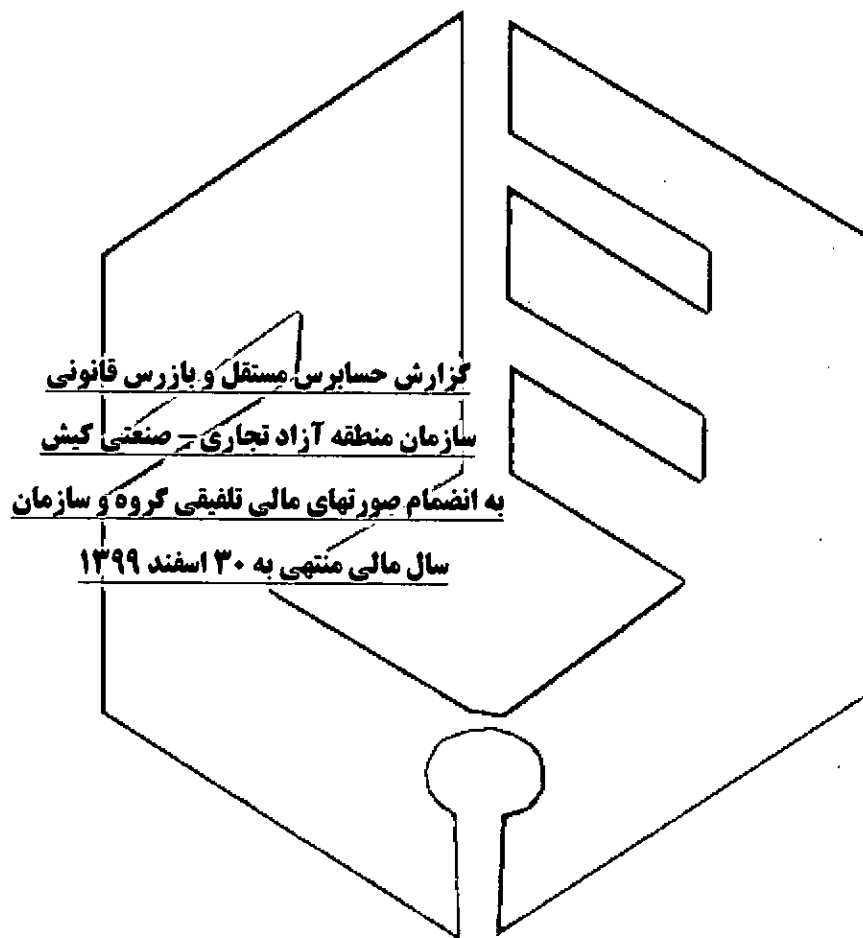 گزارش حسابرس مستقل و بازرس قانونی
سازمان منطقه آزاد تجاری - صنعتی کیش
به انضمام صورتهای مالی تلفیقی گروه و سازمان
سال مالی منتهی به ۳۰ اسفند ۱۳۹۹